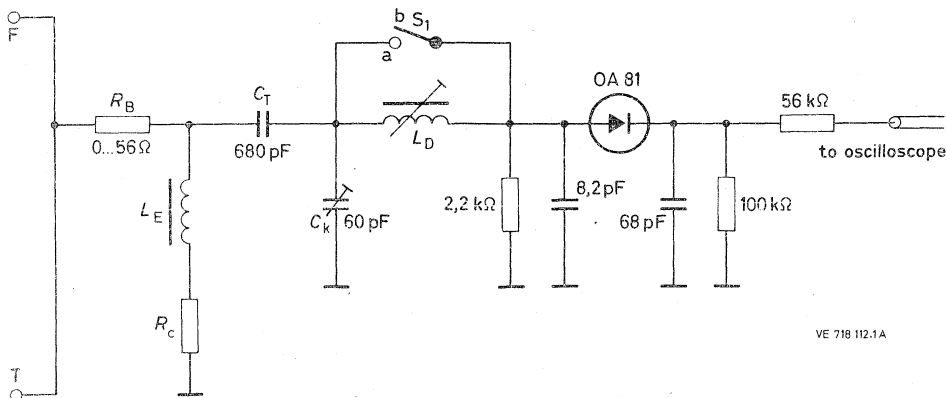 F
b S₁
a
OA 81
R_B
C_T
56 kΩ
0...56Ω
680 pF
L_D
to oscilloscope
L_E
C_k 60 pF
2,2 kΩ
8,2 pF
68 pF
100 kΩ
R_c
VE 718 112.1 A
T